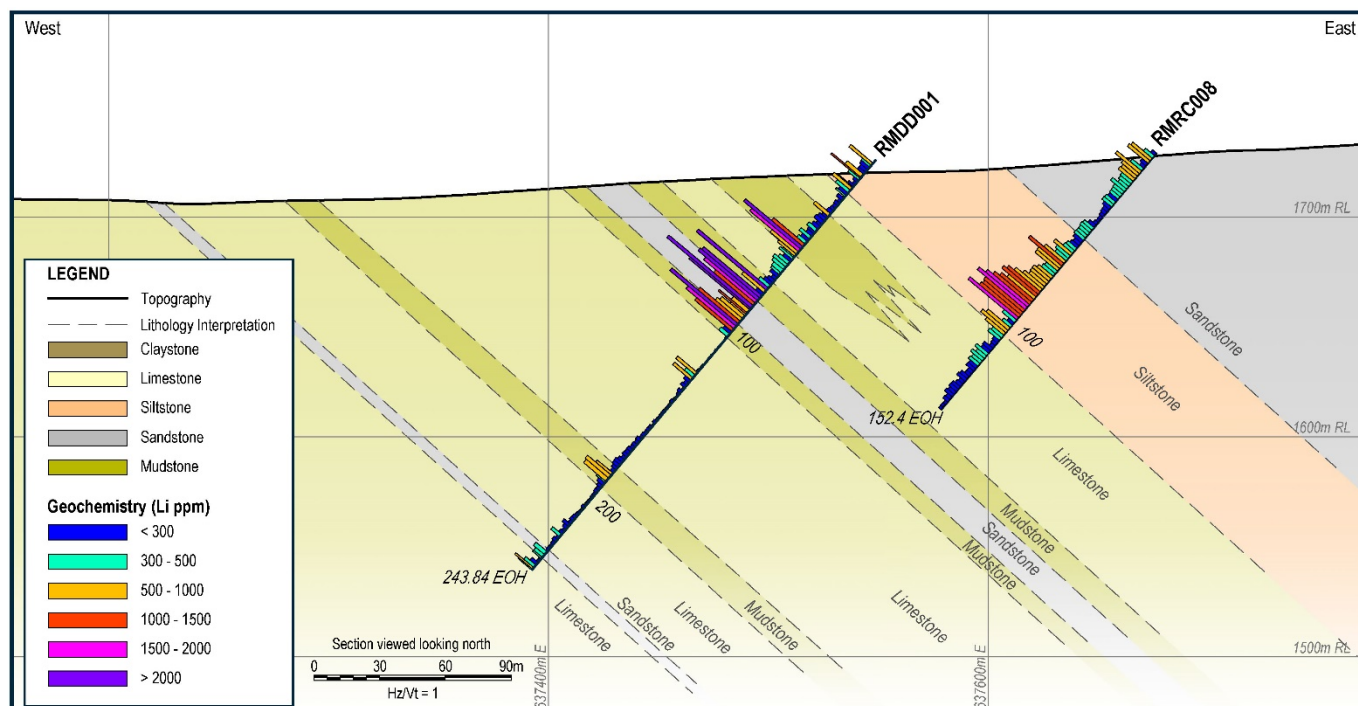 West
East
RMDD001
RMRC008
1700m RL
LEGEND
Topography
Lithology Interpretation
Claystone
Limestone
Siltstone
Sandstone
Mudstone
Geochemistry (Li ppm)
< 300
300 - 500
500 - 1000
1000 - 1500
1500 - 2000
> 2000
100
100
Sandstone
Siltstone
152.4 EOH
1600m RL
Limestone
200
Mudstone
Sandstone
Mudstone
243.84 EOH
Limestone
Sandstone
Limestone
Mudstone
Limestone
Section viewed looking north
0 30 60 90m
Hz/Vt = 1
637400m E
637600m E
1500m RL